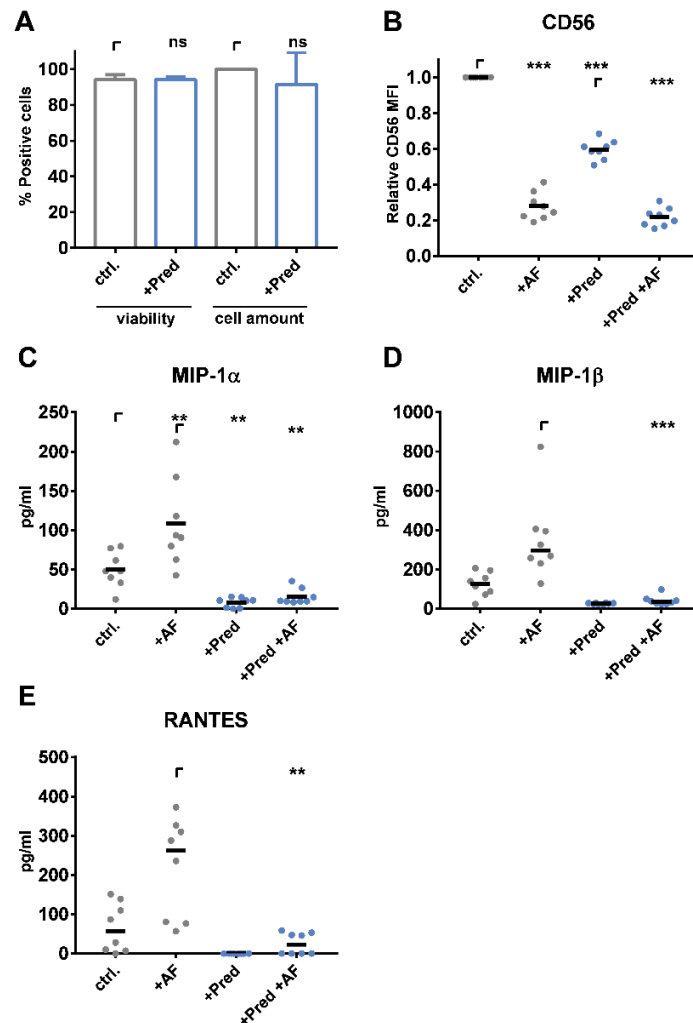 A
ns
ns
% Positive cells
100
80
60
40
20
0
ctrl.
+Pred
ctrl.
+Pred
viability
cell amount
B
CD56
***
***
***
Relative CD56 MFI
1.0
0.8
0.6
0.4
0.2
0.0
ctrl.
+AF
+Pred
+Pred +AF
C
MIP-1α
**
**
**
pg/ml
250
200
150
100
50
0
ctrl.
+AF
+Pred
+Pred +AF
D
MIP-1β
***
pg/ml
1000
800
600
400
200
0
ctrl.
+AF
+Pred
+Pred +AF
E
RANTES
**
pg/ml
500
400
300
200
100
0
ctrl.
+AF
+Pred
+Pred +AF